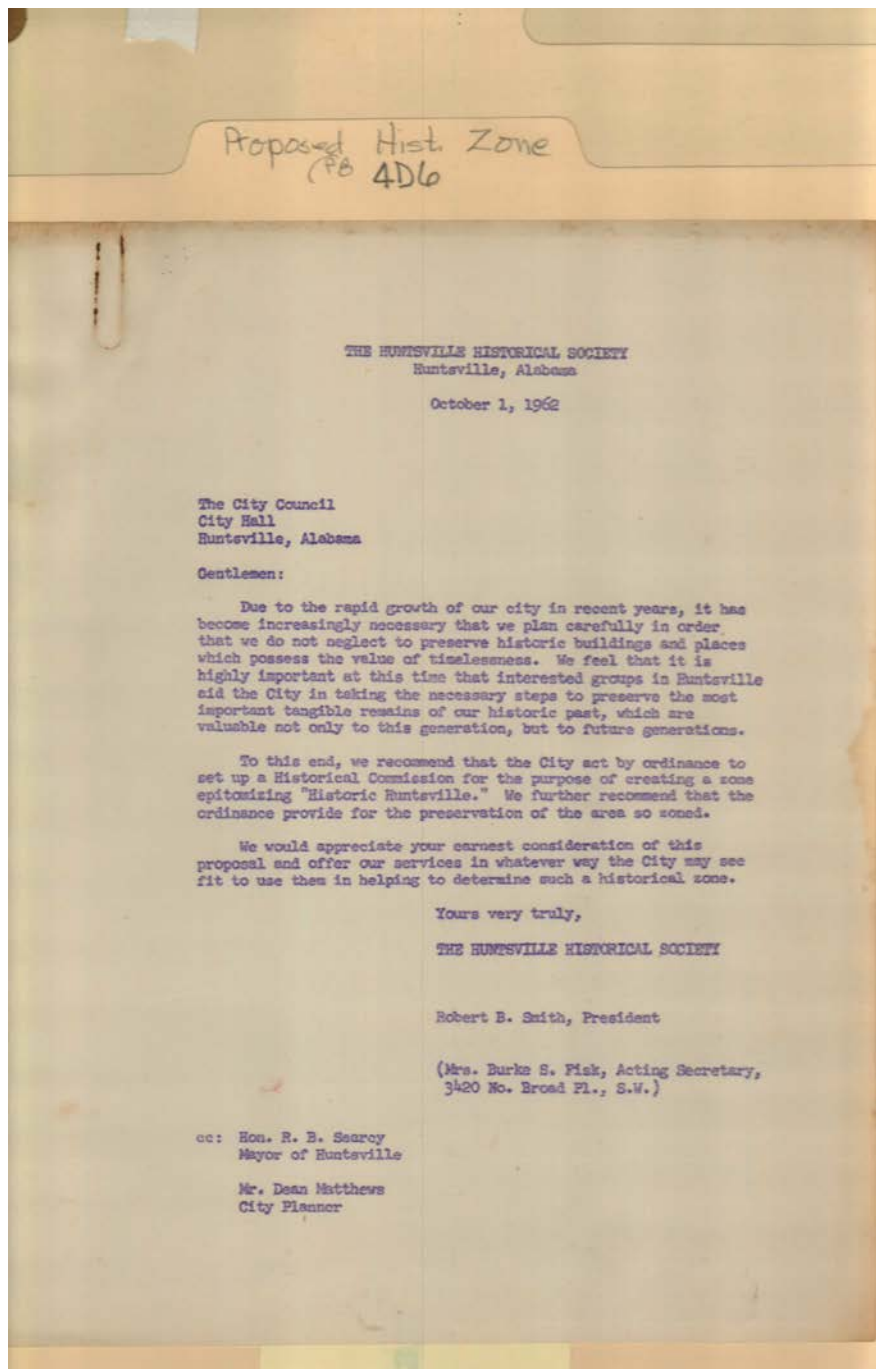 Proposed Hist. Zone
4D6
THE HUNTSVILLE HISTORICAL SOCIETY
Huntsville, Alabama
October 1, 1962
The City Council
City Hall
Huntsville, Alabama
Gentlemen:
Due to the rapid growth of our city in recent years, it has
become increasingly necessary that we plan carefully in order
that we do not neglect to preserve historic buildings and places
which possess the value of timelessness. We feel that it is
highly important at this time that interested groups in Huntsville
aid the City in taking the necessary steps to preserve the most
important tangible remains of our historic past, which are
valuable not only to this generation, but to future generations.
To this end, we recommend that the City act by ordinance to
set up a Historical Commission for the purpose of creating a zone
epitomizing "Historic Huntsville." We further recommend that the
ordinance provide for the preservation of the area so zoned.
We would appreciate your earnest consideration of this
proposal and offer our services in whatever way the City may see
fit to use them in helping to determine such a historical zone.
Yours very truly,
THE HUNTSVILLE HISTORICAL SOCIETY
Robert B. Smith, President
(Mrs. Burke S. Fisk, Acting Secretary,
3420 No. Broad Pl., S.W.)
cc: Hon. R. B. Searcy
Mayor of Huntsville
Mr. Dean Matthews
City Planner